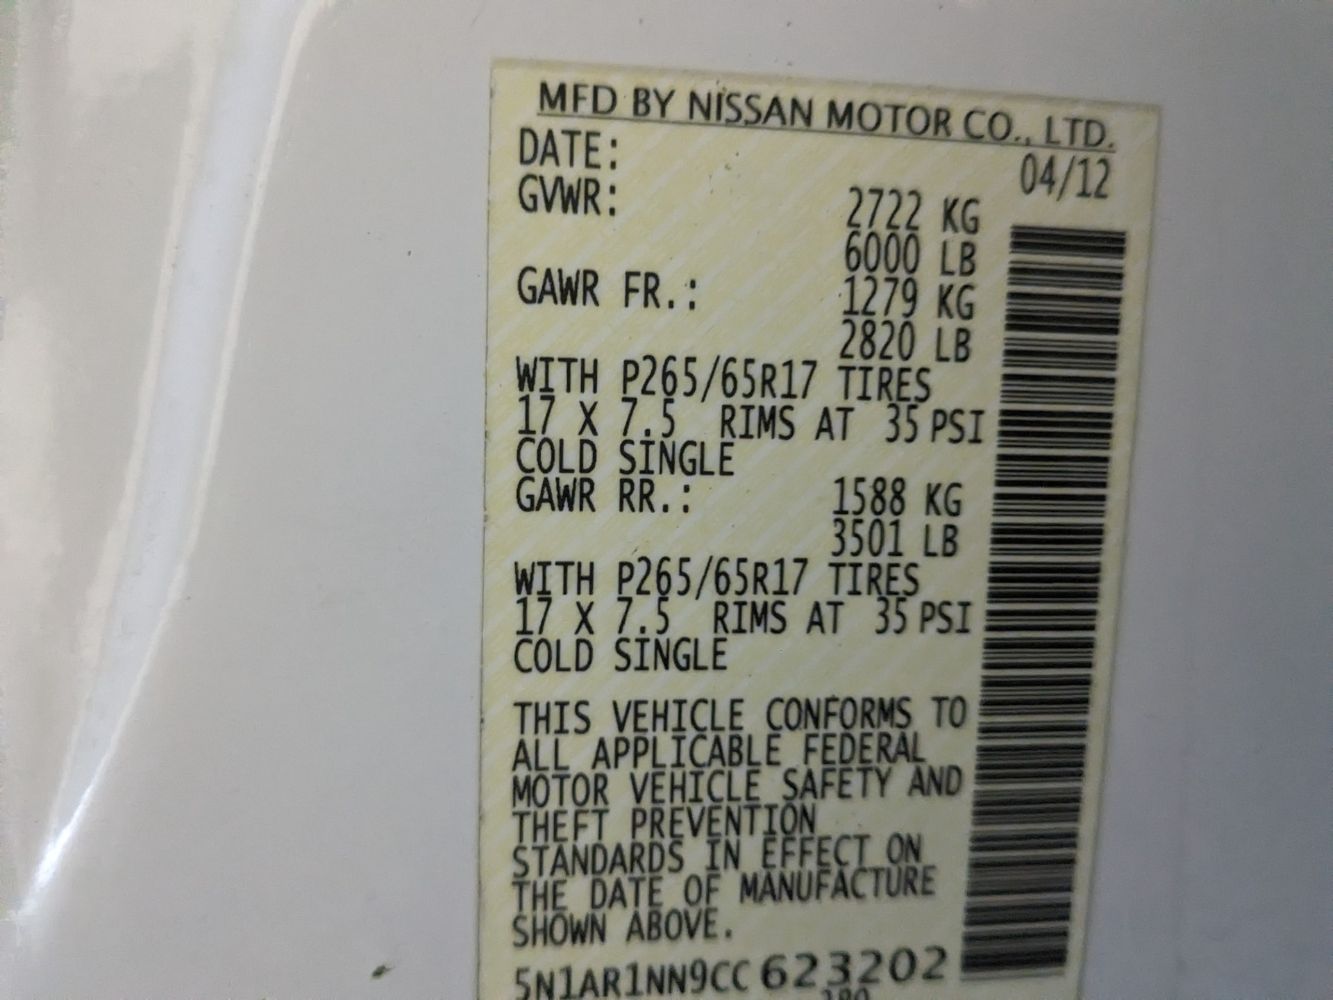 MFD BY NISSAN MOTOR CO., LTD.
DATE: 04/12
GVWR: 2722 KG
6000 LB
GAWR FR.: 1279 KG
2820 LB
WITH P265/65R17 TIRES
17 X 7.5 RIMS AT 35 PSI
COLD SINGLE
GAWR RR.: 1588 KG
3501 LB
WITH P265/65R17 TIRES
17 X 7.5 RIMS AT 35 PSI
COLD SINGLE
THIS VEHICLE CONFORMS TO
ALL APPLICABLE FEDERAL
MOTOR VEHICLE SAFETY AND
THEFT PREVENTION
STANDARDS IN EFFECT ON
THE DATE OF MANUFACTURE
SHOWN ABOVE.
5N1AR1NN9CC623202